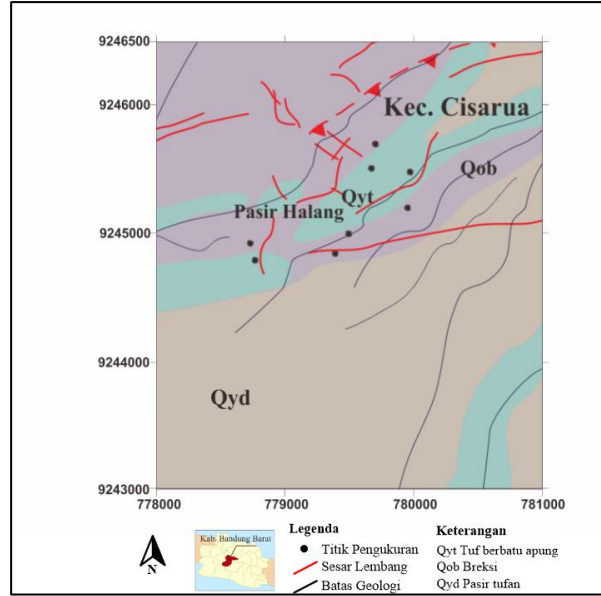 9246500
9246000
Kec. Cisarua
Qob
Qyt
Pasir Halang
9245000
9244000
Qyd
9243000
778000 779000 780000 781000
Kab. Bandung Barat
N
Legenda
Titik Pengukuran
Sesar Lembang
Batas Geologi
Keterangan
Qyt Tuf berbatu apung
Qob Breksi
Qyd Pasir tufan